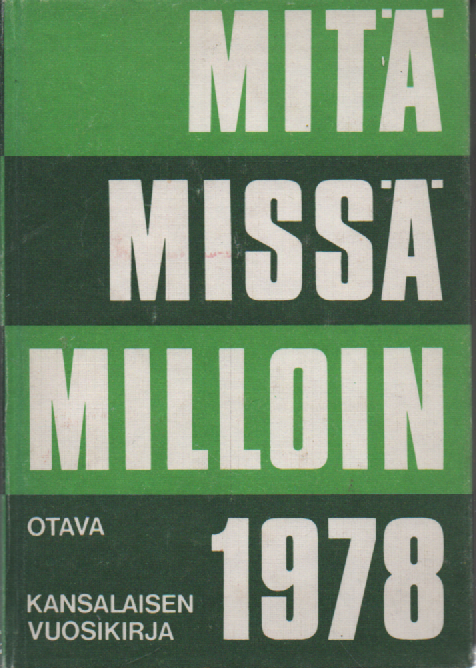 MITÄ
MISSÄ
MILLOIN
1978
OTAVA
KANSALAISEN
VUOSIKIRJA